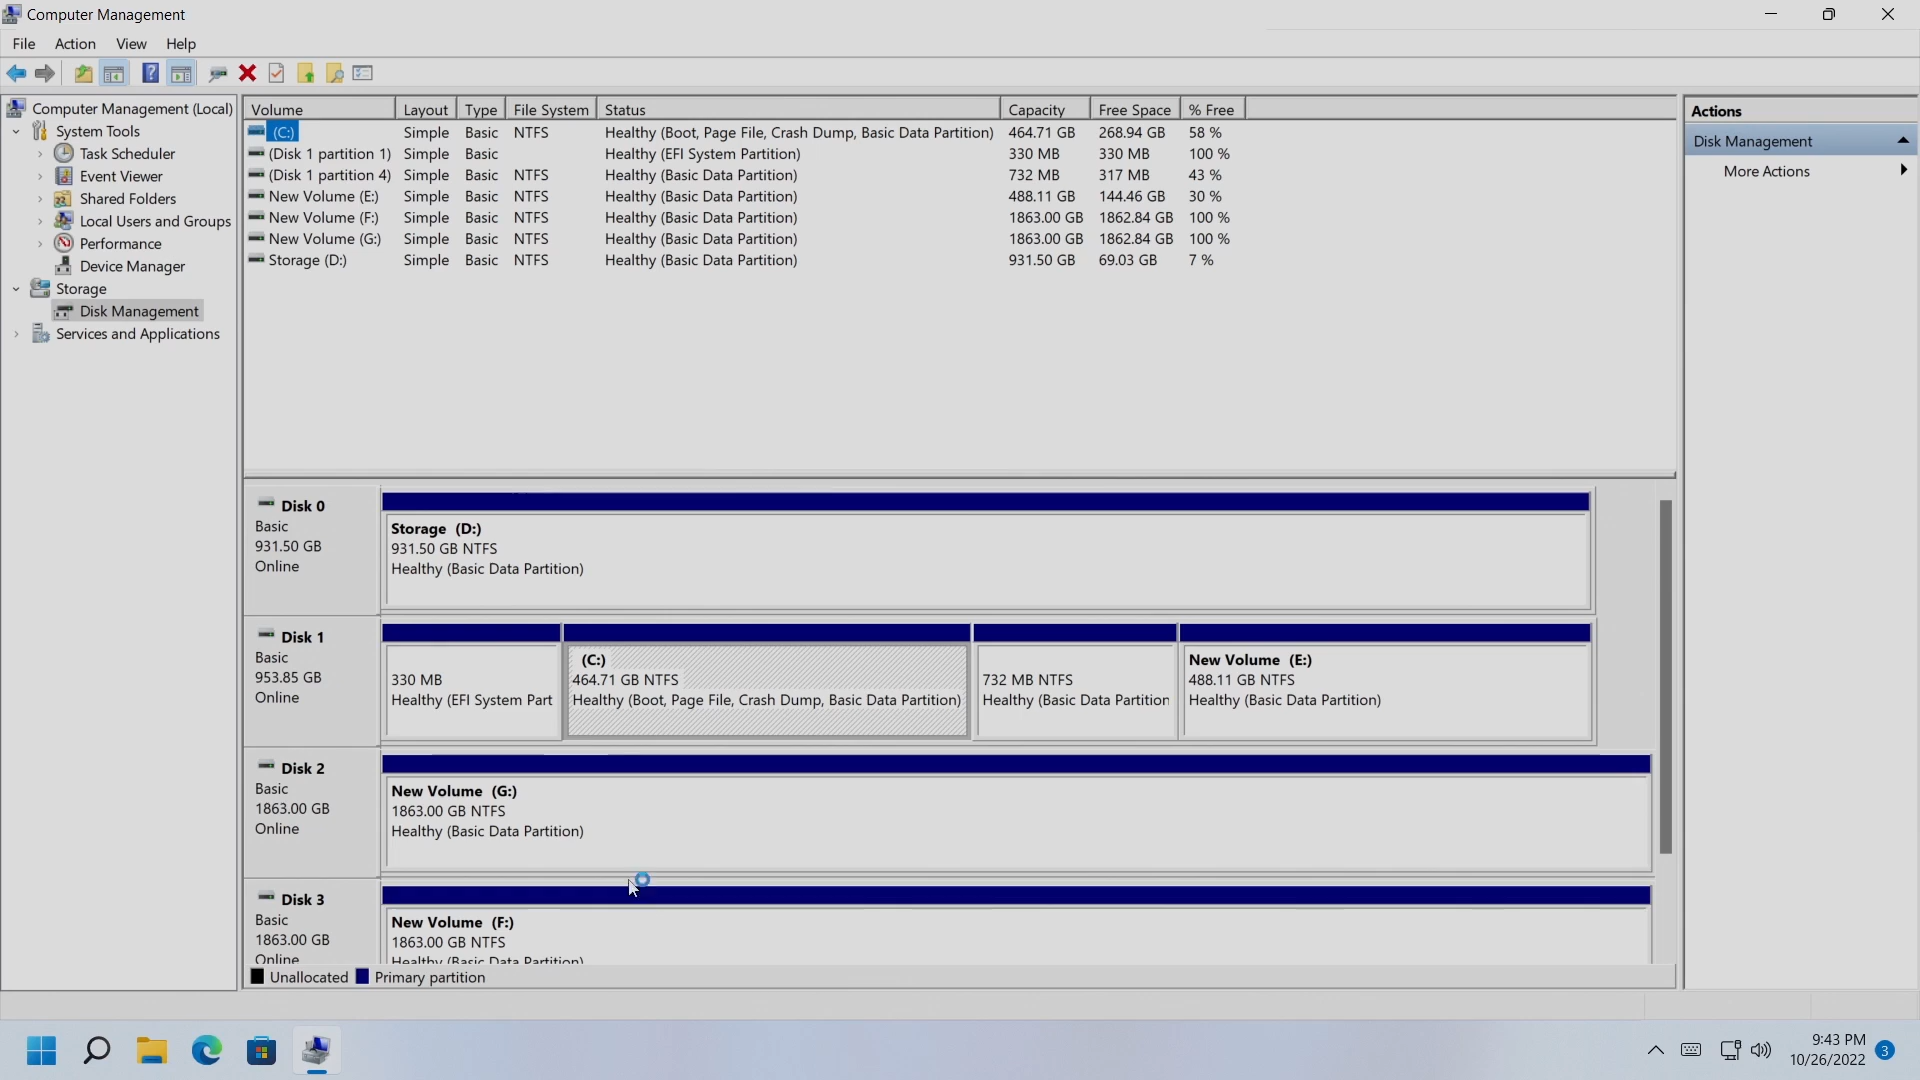 Computer Management
File Action View Help
Computer Management (Local)
System Tools
Task Scheduler
Event Viewer
Shared Folders
Local Users and Groups
Performance
Device Manager
Storage
Disk Management
Services and Applications
Volume Layout Type File System Status Capacity Free Space % Free
(C:) Simple Basic NTFS Healthy (Boot, Page File, Crash Dump, Basic Data Partition) 464.71 GB 268.94 GB 58 %
(Disk 1 partition 1) Simple Basic Healthy (EFI System Partition) 330 MB 330 MB 100 %
(Disk 1 partition 4) Simple Basic NTFS Healthy (Basic Data Partition) 732 MB 317 MB 43 %
New Volume (E:) Simple Basic NTFS Healthy (Basic Data Partition) 488.11 GB 144.46 GB 30 %
New Volume (F:) Simple Basic NTFS Healthy (Basic Data Partition) 1863.00 GB 1862.84 GB 100 %
New Volume (G:) Simple Basic NTFS Healthy (Basic Data Partition) 1863.00 GB 1862.84 GB 100 %
Storage (D:) Simple Basic NTFS Healthy (Basic Data Partition) 931.50 GB 69.03 GB 7 %
Disk 0
Basic
931.50 GB
Online
Storage (D:)
931.50 GB NTFS
Healthy (Basic Data Partition)
Disk 1
Basic
953.85 GB
Online
330 MB
Healthy (EFI System Part
(C:)
464.71 GB NTFS
Healthy (Boot, Page File, Crash Dump, Basic Data Partition)
732 MB NTFS
Healthy (Basic Data Partition
New Volume (E:)
488.11 GB NTFS
Healthy (Basic Data Partition)
Disk 2
Basic
1863.00 GB
Online
New Volume (G:)
1863.00 GB NTFS
Healthy (Basic Data Partition)
Disk 3
Basic
1863.00 GB
Online
New Volume (F:)
1863.00 GB NTFS
Healthy (Basic Data Partition)
Unallocated Primary partition
Actions
Disk Management
More Actions
9:43 PM
10/26/2022
3